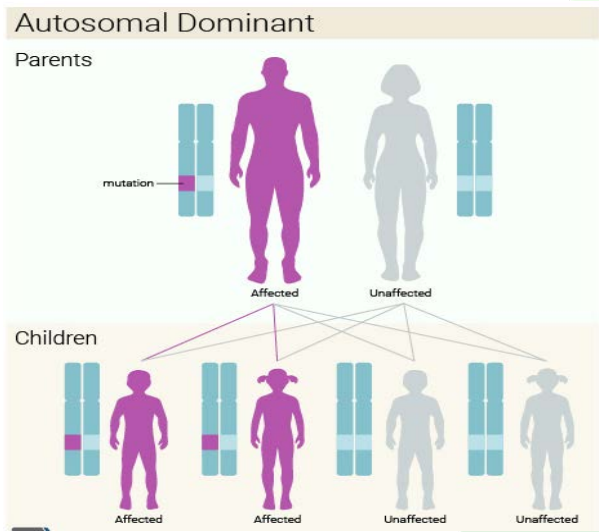 Autosomal Dominant
Parents
mutation
Affected Unaffected
Children
Affected Affected Unaffected Unaffected